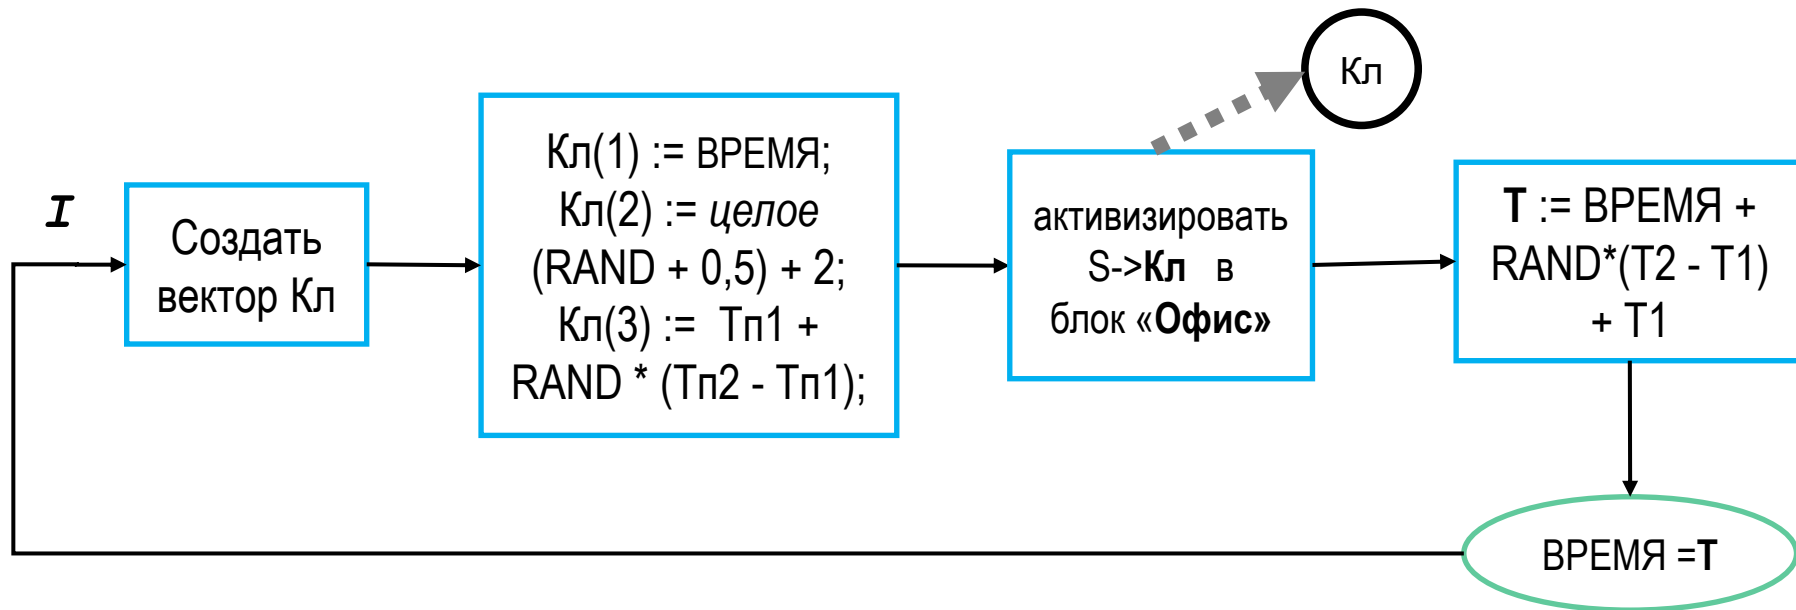 I
Создать
вектор Кл
Кл(1) := ВРЕМЯ;
Кл(2) := целое
(RAND + 0,5) + 2;
Кл(3) := Тп1 +
RAND * (Тп2 - Тп1);
активизировать
S->Кл в
блок «Офис»
Кл
T := ВРЕМЯ +
RAND*(T2 - T1)
+ T1
ВРЕМЯ =T